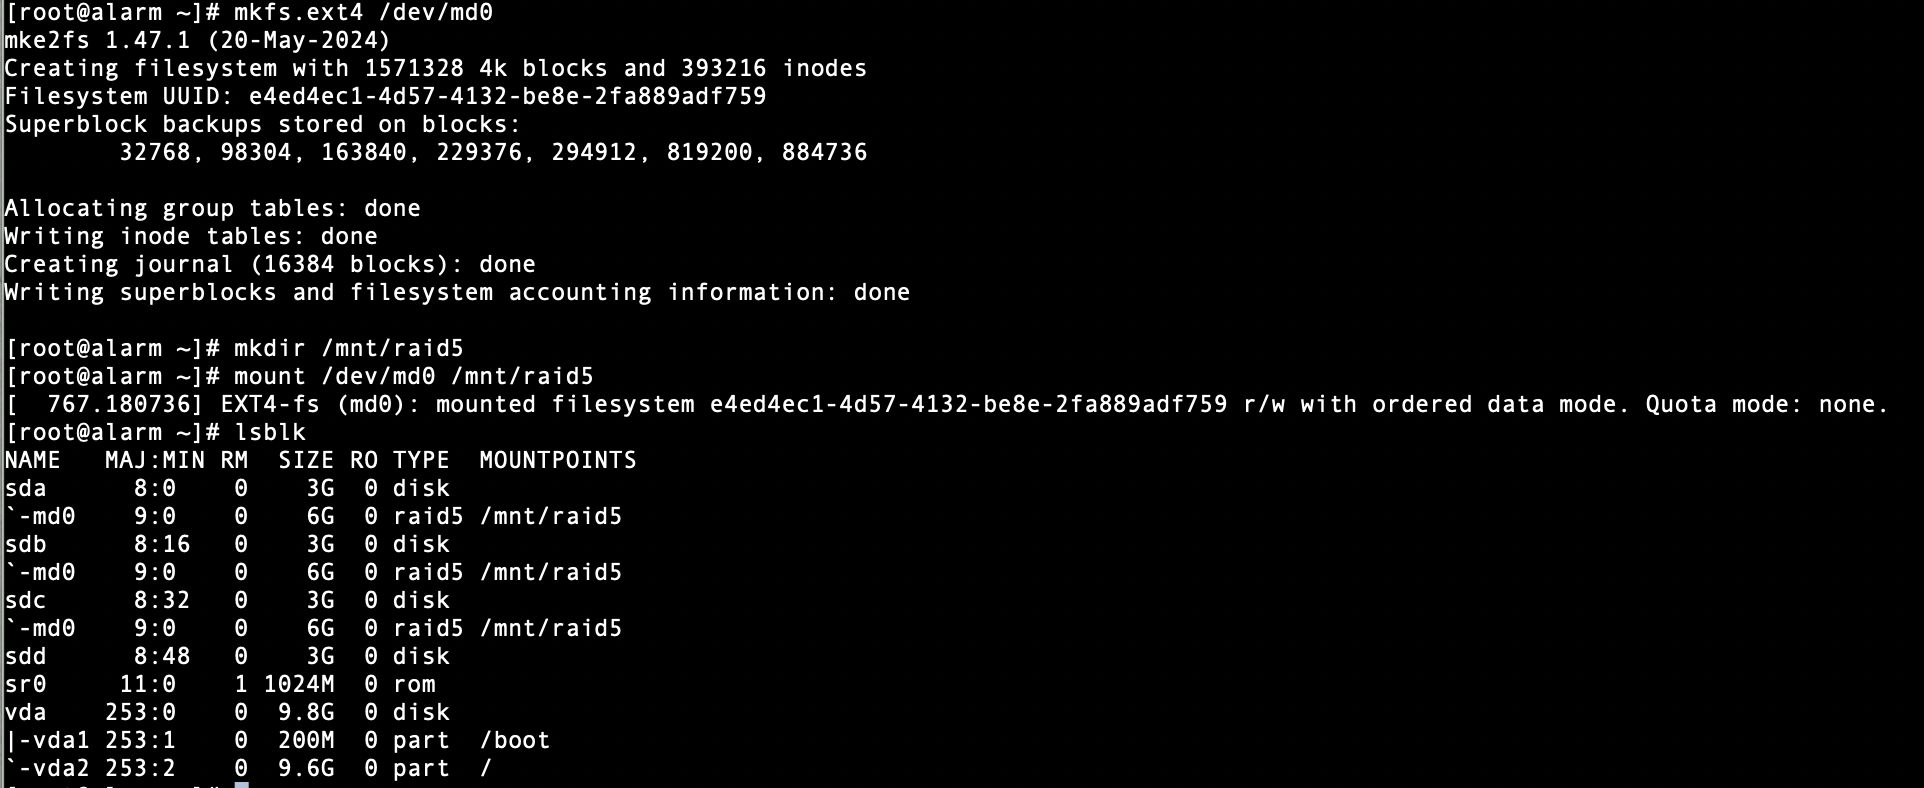 [root@alarm ~]# mkfs.ext4 /dev/md0
mke2fs 1.47.1 (20-May-2024)
Creating filesystem with 1571328 4k blocks and 393216 inodes
Filesystem UUID: e4ed4ec1-4d57-4132-be8e-2fa889adf759
Superblock backups stored on blocks:
        32768, 98304, 163840, 229376, 294912, 819200, 884736

Allocating group tables: done
Writing inode tables: done
Creating journal (16384 blocks): done
Writing superblocks and filesystem accounting information: done

[root@alarm ~]# mkdir /mnt/raid5
[root@alarm ~]# mount /dev/md0 /mnt/raid5
[  767.180736] EXT4-fs (md0): mounted filesystem e4ed4ec1-4d57-4132-be8e-2fa889adf759 r/w with ordered data mode. Quota mode: none.
[root@alarm ~]# lsblk
NAME   MAJ:MIN RM  SIZE RO TYPE  MOUNTPOINTS
sda      8:0    0    3G  0 disk
`-md0    9:0    0    6G  0 raid5 /mnt/raid5
sdb      8:16   0    3G  0 disk
`-md0    9:0    0    6G  0 raid5 /mnt/raid5
sdc      8:32   0    3G  0 disk
`-md0    9:0    0    6G  0 raid5 /mnt/raid5
sdd      8:48   0    3G  0 disk
sr0     11:0    1 1024M  0 rom
vda    253:0    0  9.8G  0 disk
|-vda1 253:1    0  200M  0 part  /boot
`-vda2 253:2    0  9.6G  0 part  /